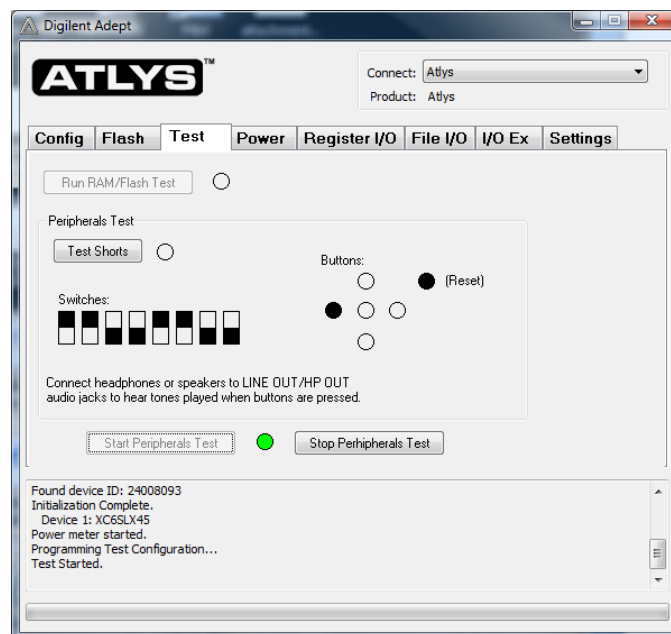 Digilent Adept
ATLYS™
Connect: Atlys
Product: Atlys
Config Flash Test Power Register I/O File I/O I/O Ex Settings
Run RAM/Flash Test
Peripherals Test
Test Shorts
Buttons:
(Reset)
Switches:
Connect headphones or speakers to LINE OUT/HP OUT
audio jacks to hear tones played when buttons are pressed.
Start Peripherals Test Stop Perhipherals Test
Found device ID: 24008093
Initialization Complete.
Device 1: XC6SLX45
Power meter started.
Programming Test Configuration...
Test Started.